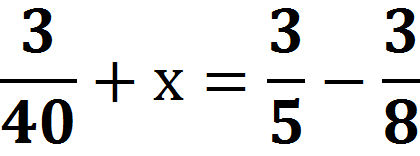 3/40 + x = 3/5 − 3/8